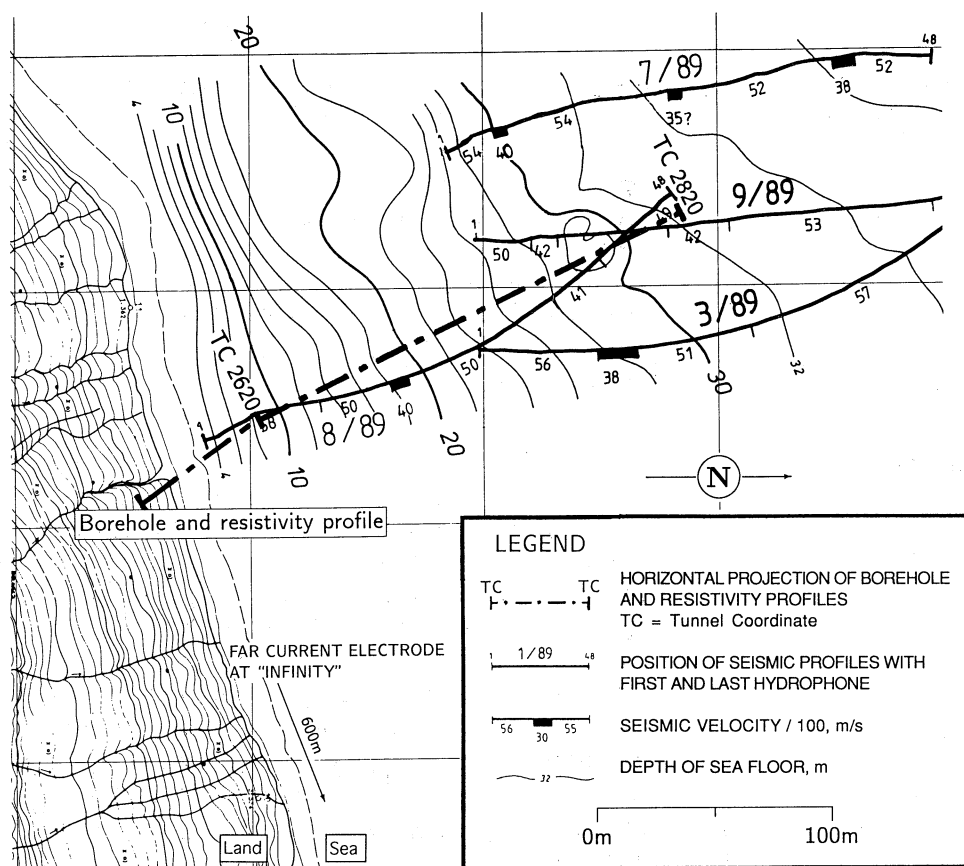 20
4
10
7/89
48
52
38
52
35?
54
40
54
1
TC 2820
48
49
9/89
53
42
1
50
42
41
3/89
57
51
38
56
1
50
32
30
TC 2620
58
50
40
8/89
20
10
4
1
N
Borehole and resistivity profile
FAR CURRENT ELECTRODE
AT "INFINITY"
600m
Land
Sea
LEGEND
TC TC
HORIZONTAL PROJECTION OF BOREHOLE
AND RESISTIVITY PROFILES
TC = Tunnel Coordinate
1 1/89 48
POSITION OF SEISMIC PROFILES WITH
FIRST AND LAST HYDROPHONE
56 30 55
SEISMIC VELOCITY / 100, m/s
32
DEPTH OF SEA FLOOR, m
0m 100m